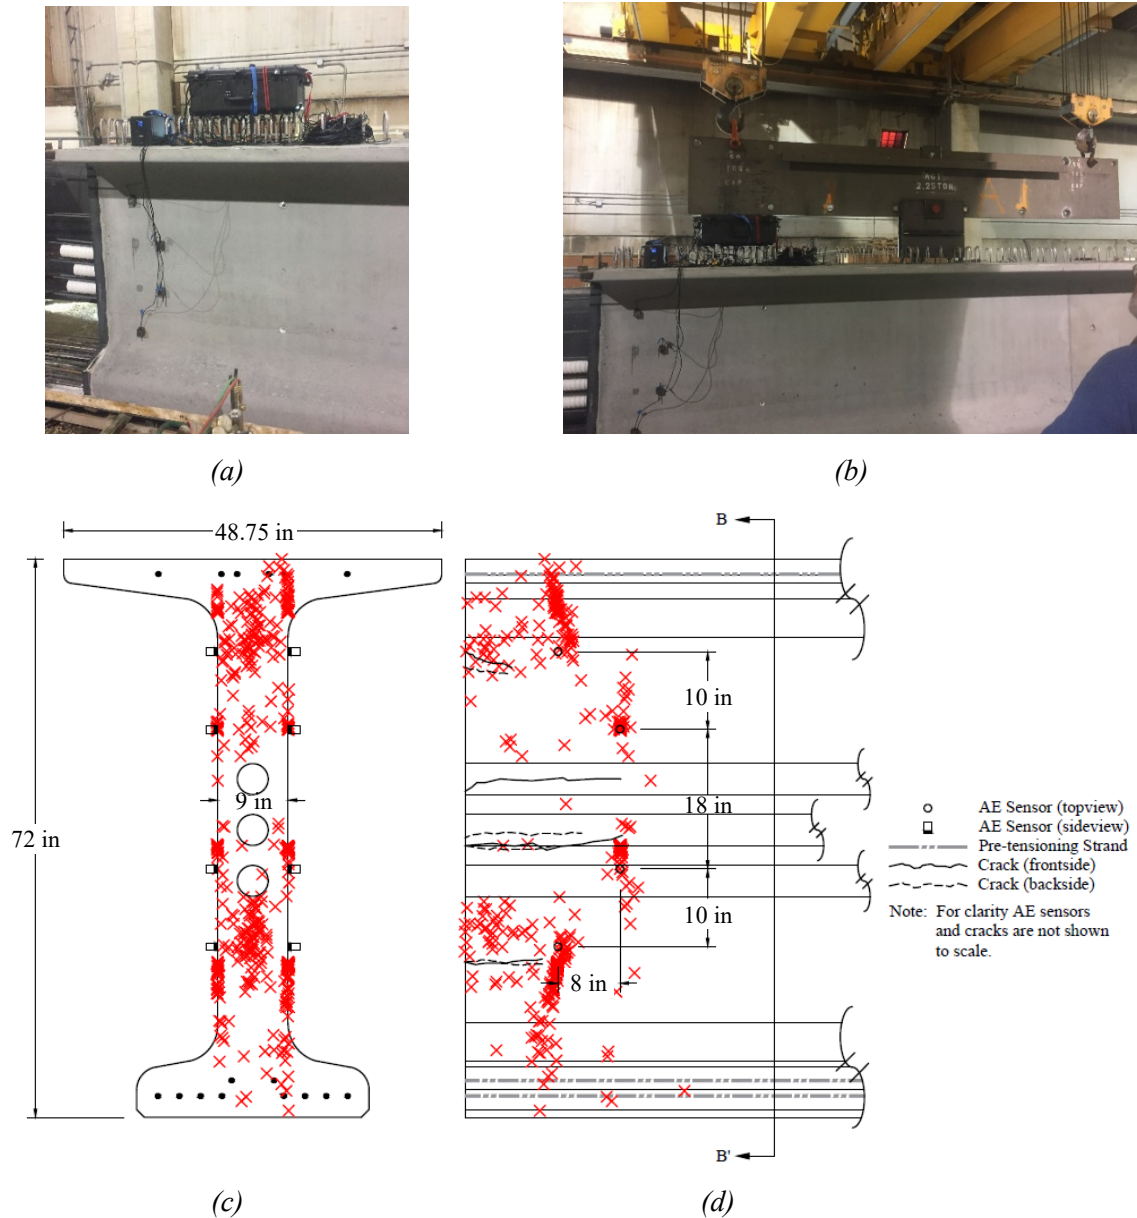 (a)
(b)
48.75 in
72 in
9 in
B
10 in
18 in
10 in
8 in
B'
AE Sensor (topview)
AE Sensor (sideview)
Pre-tensioning Strand
Crack (frontside)
Crack (backside)
Note: For clarity AE sensors
and cracks are not shown
to scale.
(c)
(d)